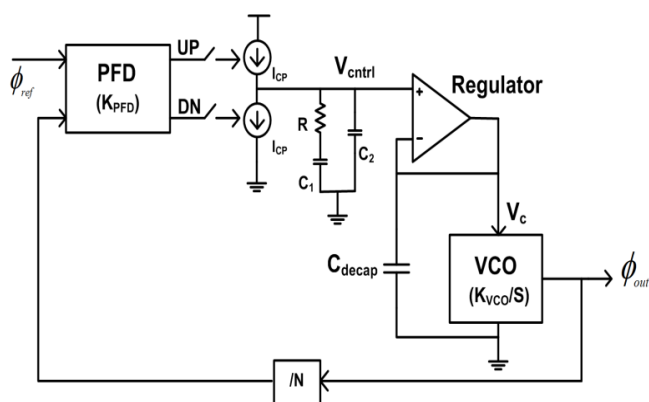 ϕref
PFD
(KPFD)
UP
DN
ICP
ICP
Vcntrl
R
C1
C2
Regulator
+
−
Cdecap
Vc
VCO
(KVCO/S)
ϕout
/N